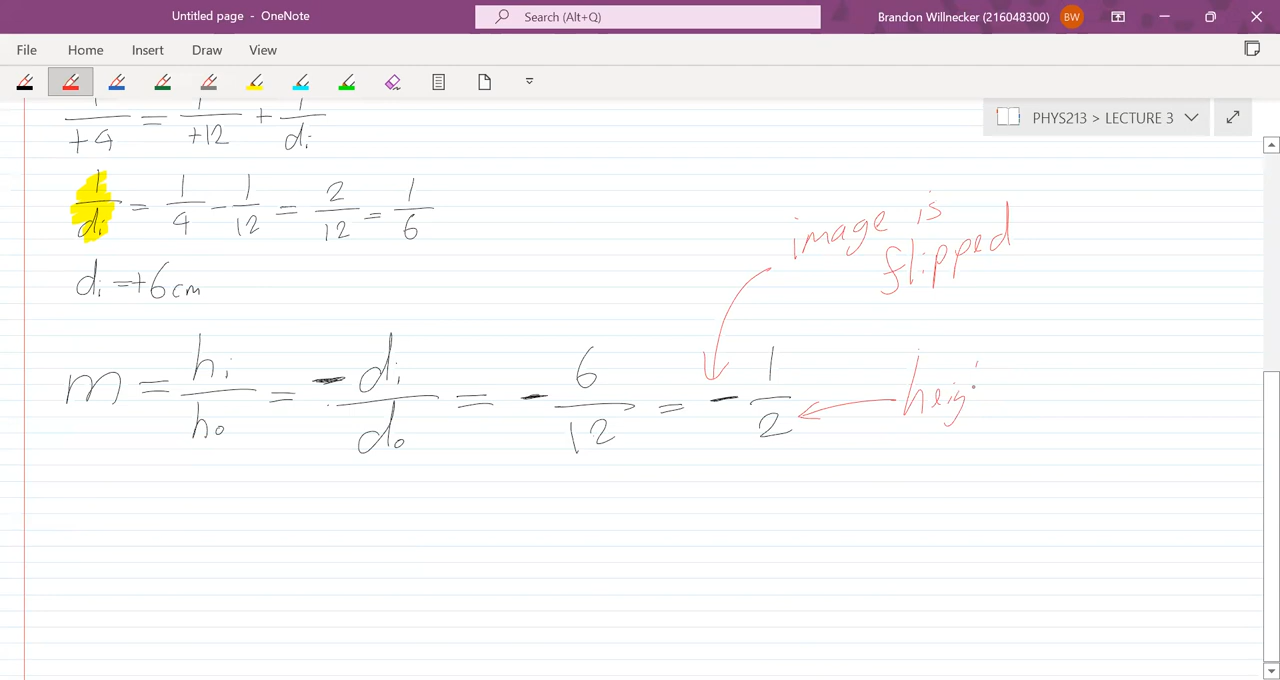 Untitled page - OneNote
Search (Alt+Q)
Brandon Willnecker (216048300)
BW
File Home Insert Draw View
PHYS213 > LECTURE 3
1/+4 = 1/+12 + 1/di
1/di = 1/4 - 1/12 = 2/12 = 1/6
di = +6cm
image is
flipped
m = hi/ho = - di/do = - 6/12 = - 1/2
heig